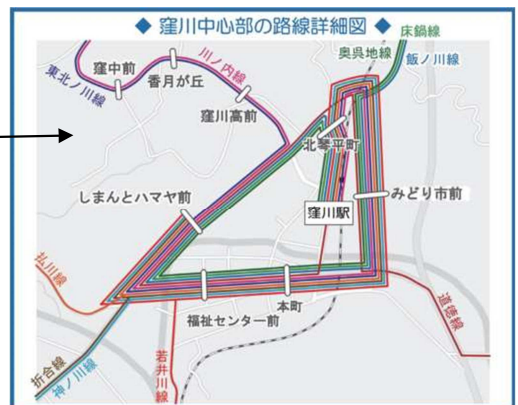 ◆ 窪川中心部の路線詳細図 ◆
床鍋線
奥呉地線
飯ノ川線
窪中前
川ノ内線
東北ノ川線
香月が丘
窪川高前
北琴平町
しまんとハマヤ前
みどり市前
窪川駅
払川線
福祉センター前
本町
道徳線
若井川線
折合線
神ノ川線